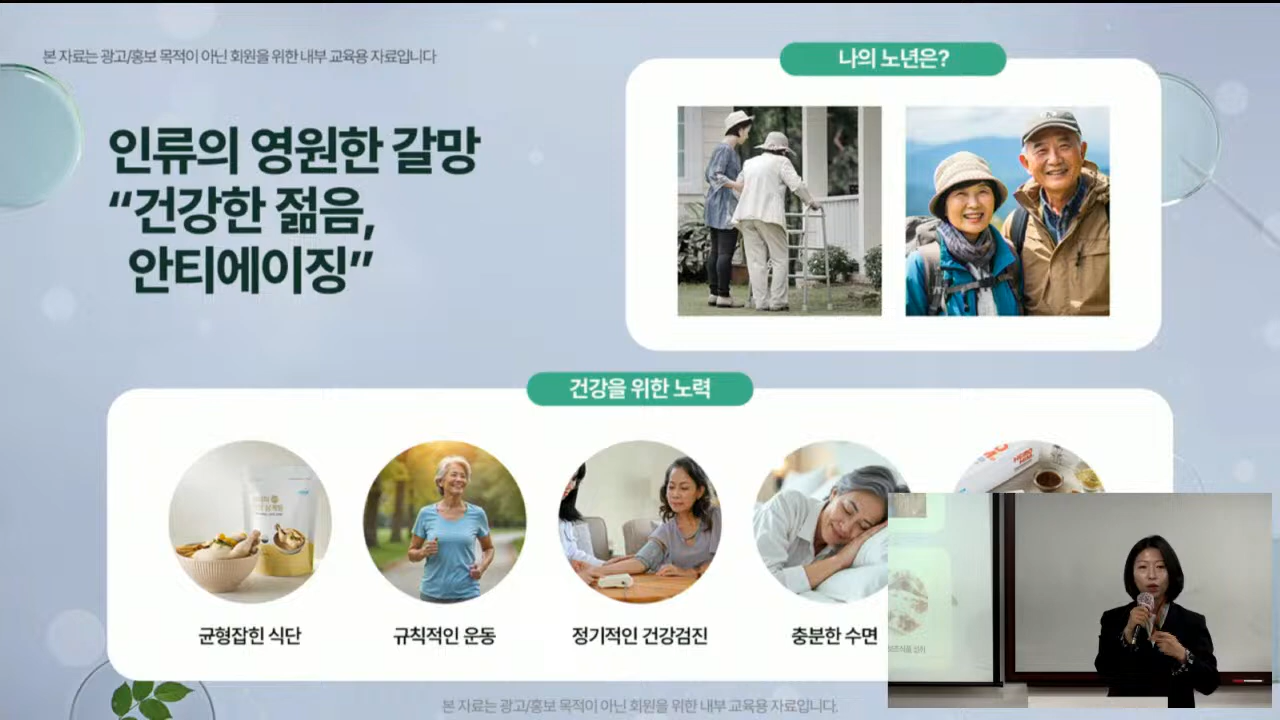 본 자료는 광고/홍보 목적이 아닌 회원을 위한 내부 교육용 자료입니다
나의 노년은?
인류의 영원한 갈망
“건강한 젊음,
안티에이징”
건강을 위한 노력
균형잡힌 식단
규칙적인 운동
정기적인 건강검진
충분한 수면
본 자료는 광고/홍보 목적이 아닌 회원을 위한 내부 교육용 자료입니다.